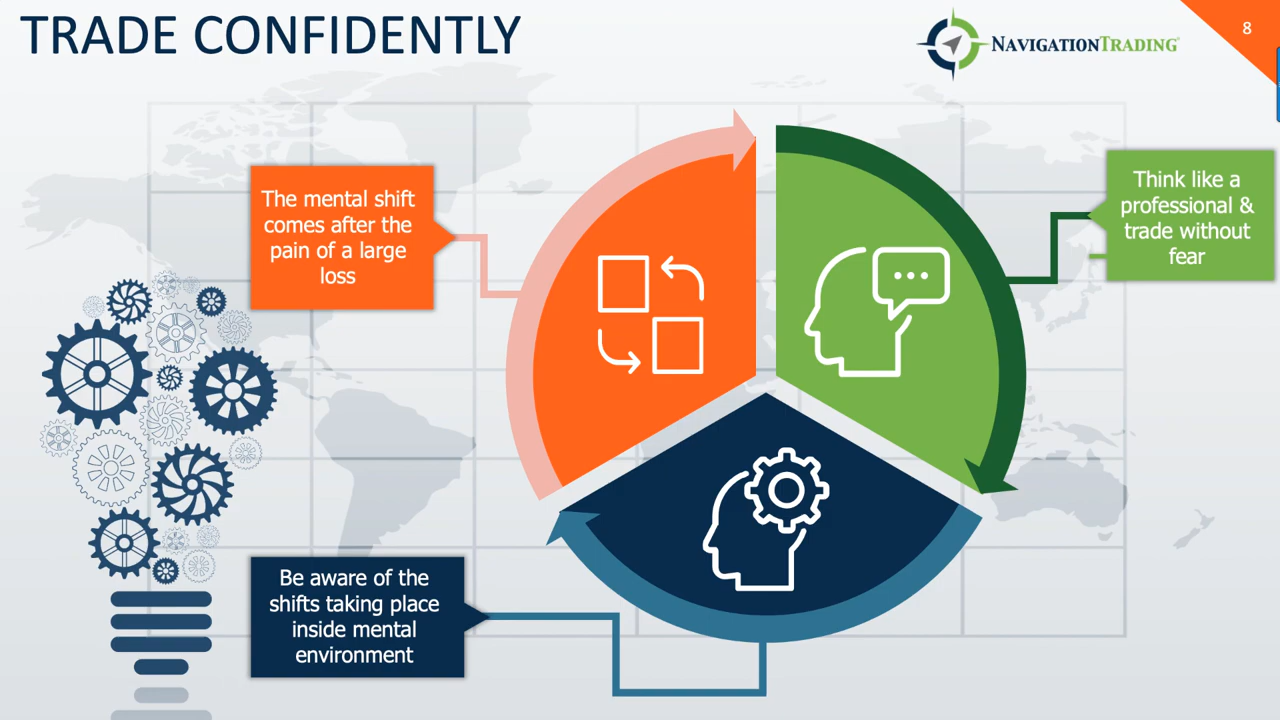 TRADE CONFIDENTLY
NAVIGATIONTRADING®
8
The mental shift
comes after the
pain of a large
loss
Think like a
professional &
trade without
fear
Be aware of the
shifts taking place
inside mental
environment